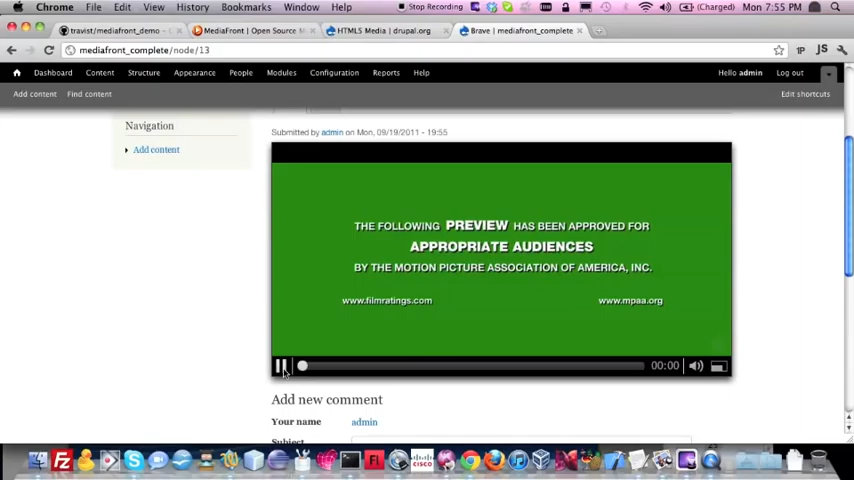 Chrome File Edit View History Bookmarks Window Help Stop Recording (Charged) Mon 7:55 PM
travist/mediafront_demo MediaFront | Open Source M HTML5 Media | drupal.org Brave | mediafront_complete
mediafront_complete/node/13 IP JS
Dashboard Content Structure Appearance People Modules Configuration Reports Help Hello admin Log out
Add content Find content Edit shortcuts
Navigation
Add content
Submitted by admin on Mon, 09/19/2011 - 19:55
THE FOLLOWING PREVIEW HAS BEEN APPROVED FOR
APPROPRIATE AUDIENCES
BY THE MOTION PICTURE ASSOCIATION OF AMERICA, INC.
www.filmratings.com www.mpaa.org
00:00
Add new comment
Your name admin
Subject
CISCO